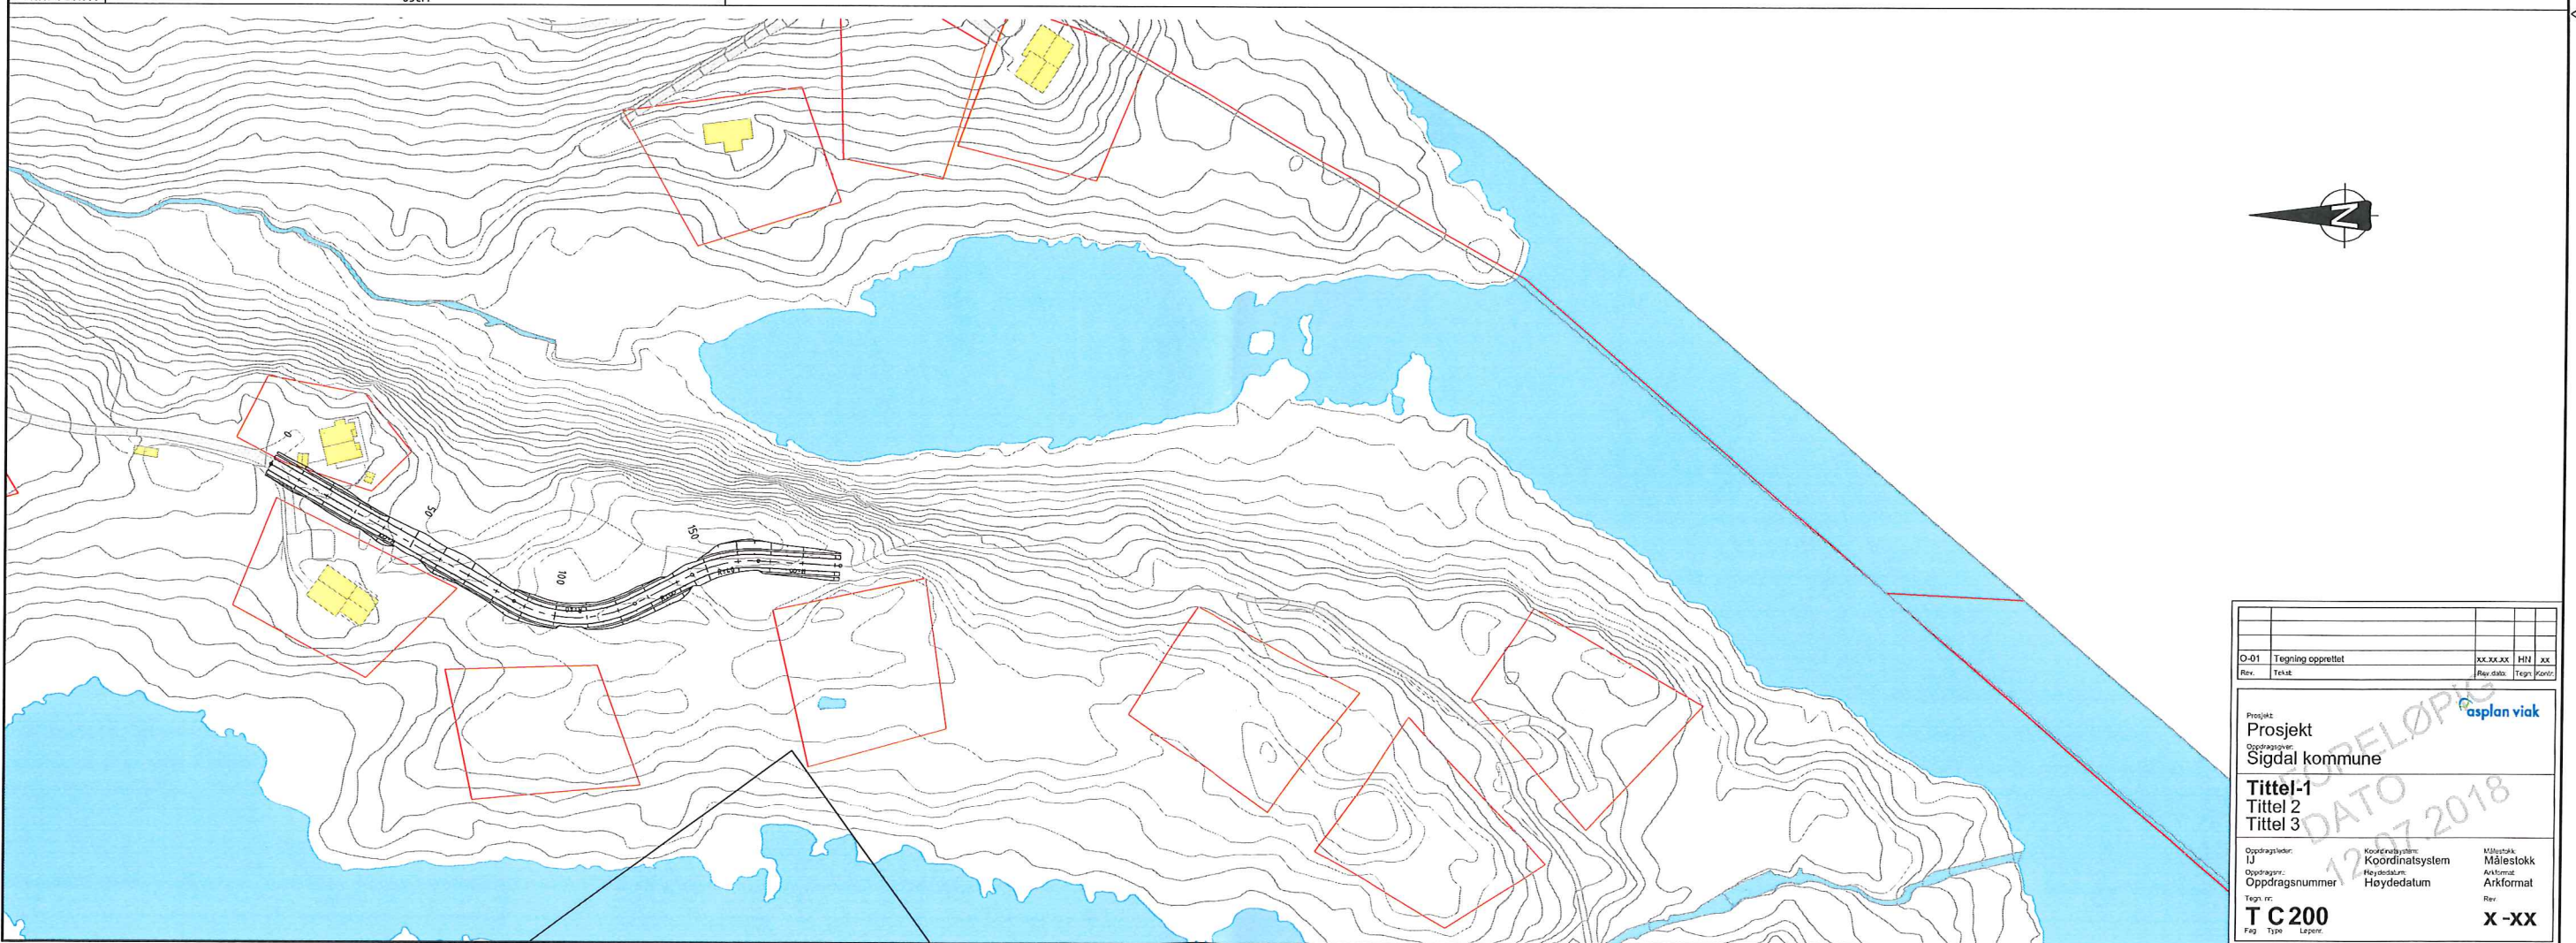 N
0
50
100
150
O-01 Tegning opprettet xx.xx.xx HN xx
Rev. Tekst: Rev.dato: Tegn: Kontr.:
asplan viak
Prosjekt:
Prosjekt
Oppdragsgiver:
Sigdal kommune
Tittel-1
Tittel 2
Tittel 3
FORELØPIG
DATO
12.07.2018
Oppdragsleder: Koordinatsystem: Målestokk:
IJ Koordinatsystem Målestokk
Oppdragsnr.: Høydedatum: Arkformat:
Oppdragsnummer Høydedatum Arkformat
Tegn. nr: Rev
T C 200 x -xx
Fag Type Løpenr.